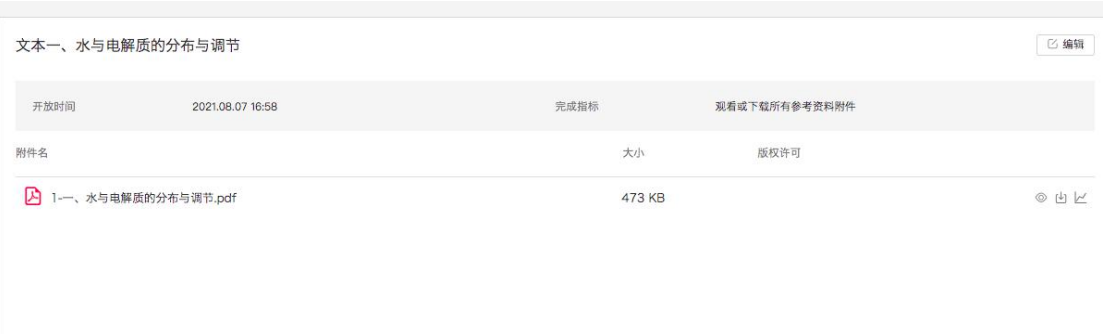 文本一、水与电解质的分布与调节
编辑
开放时间 2021.08.07 16:58 完成指标 观看或下载所有参考资料附件
附件名 大小 版权许可
1-一、水与电解质的分布与调节.pdf 473 KB